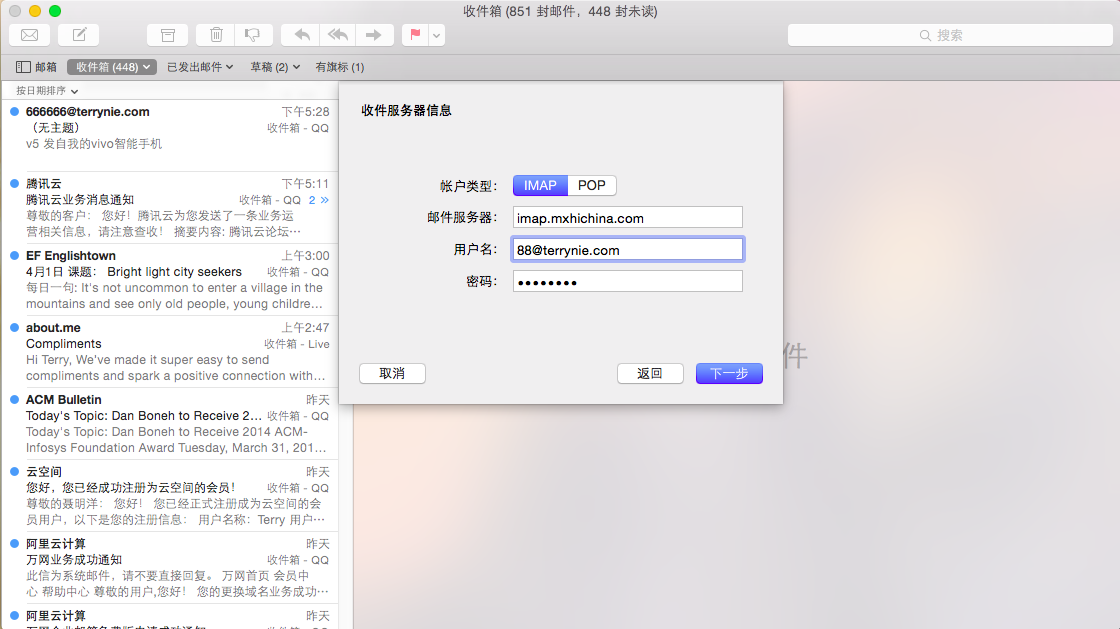 收件箱 (851 封邮件，448 封未读)
搜索
邮箱 收件箱 (448) 已发出邮件 草稿 (2) 有旗标 (1)
按日期排序
666666@terrynie.com 下午5:28
（无主题） 收件箱 - QQ
v5 发自我的vivo智能手机
腾讯云 下午5:11
腾讯云业务消息通知 收件箱 - QQ 2 »
尊敬的客户： 您好！腾讯云为您发送了一条业务运
营相关信息，请注意查收！ 摘要内容: 腾讯云论坛…
EF Englishtown 上午3:00
4月1日 课题： Bright light city seekers 收件箱 - QQ
每日一句: It's not uncommon to enter a village in the
mountains and see only old people, young childre…
about.me 上午2:47
Compliments 收件箱 - Live
Hi Terry, We've made it super easy to send
compliments and spark a positive connection with…
ACM Bulletin 昨天
Today's Topic: Dan Boneh to Receive 2… 收件箱 - QQ
Today's Topic: Dan Boneh to Receive 2014 ACM-
Infosys Foundation Award Tuesday, March 31, 201…
云空间 昨天
您好，您已经成功注册为云空间的会员！ 收件箱 - QQ
尊敬的聂明洋： 您好！ 您已经正式注册成为云空间的会
员用户，以下是您的注册信息： 用户名称：Terry 用户…
阿里云计算 昨天
万网业务成功通知 收件箱 - QQ
此信为系统邮件，请不要直接回复。 万网首页 会员中
心 帮助中心 尊敬的用户,您好！ 您的更换域名业务成功…
阿里云计算 昨天
收件服务器信息
帐户类型： IMAP POP
邮件服务器： imap.mxhichina.com
用户名： 88@terrynie.com
密码： ••••••••
取消 返回 下一步
件